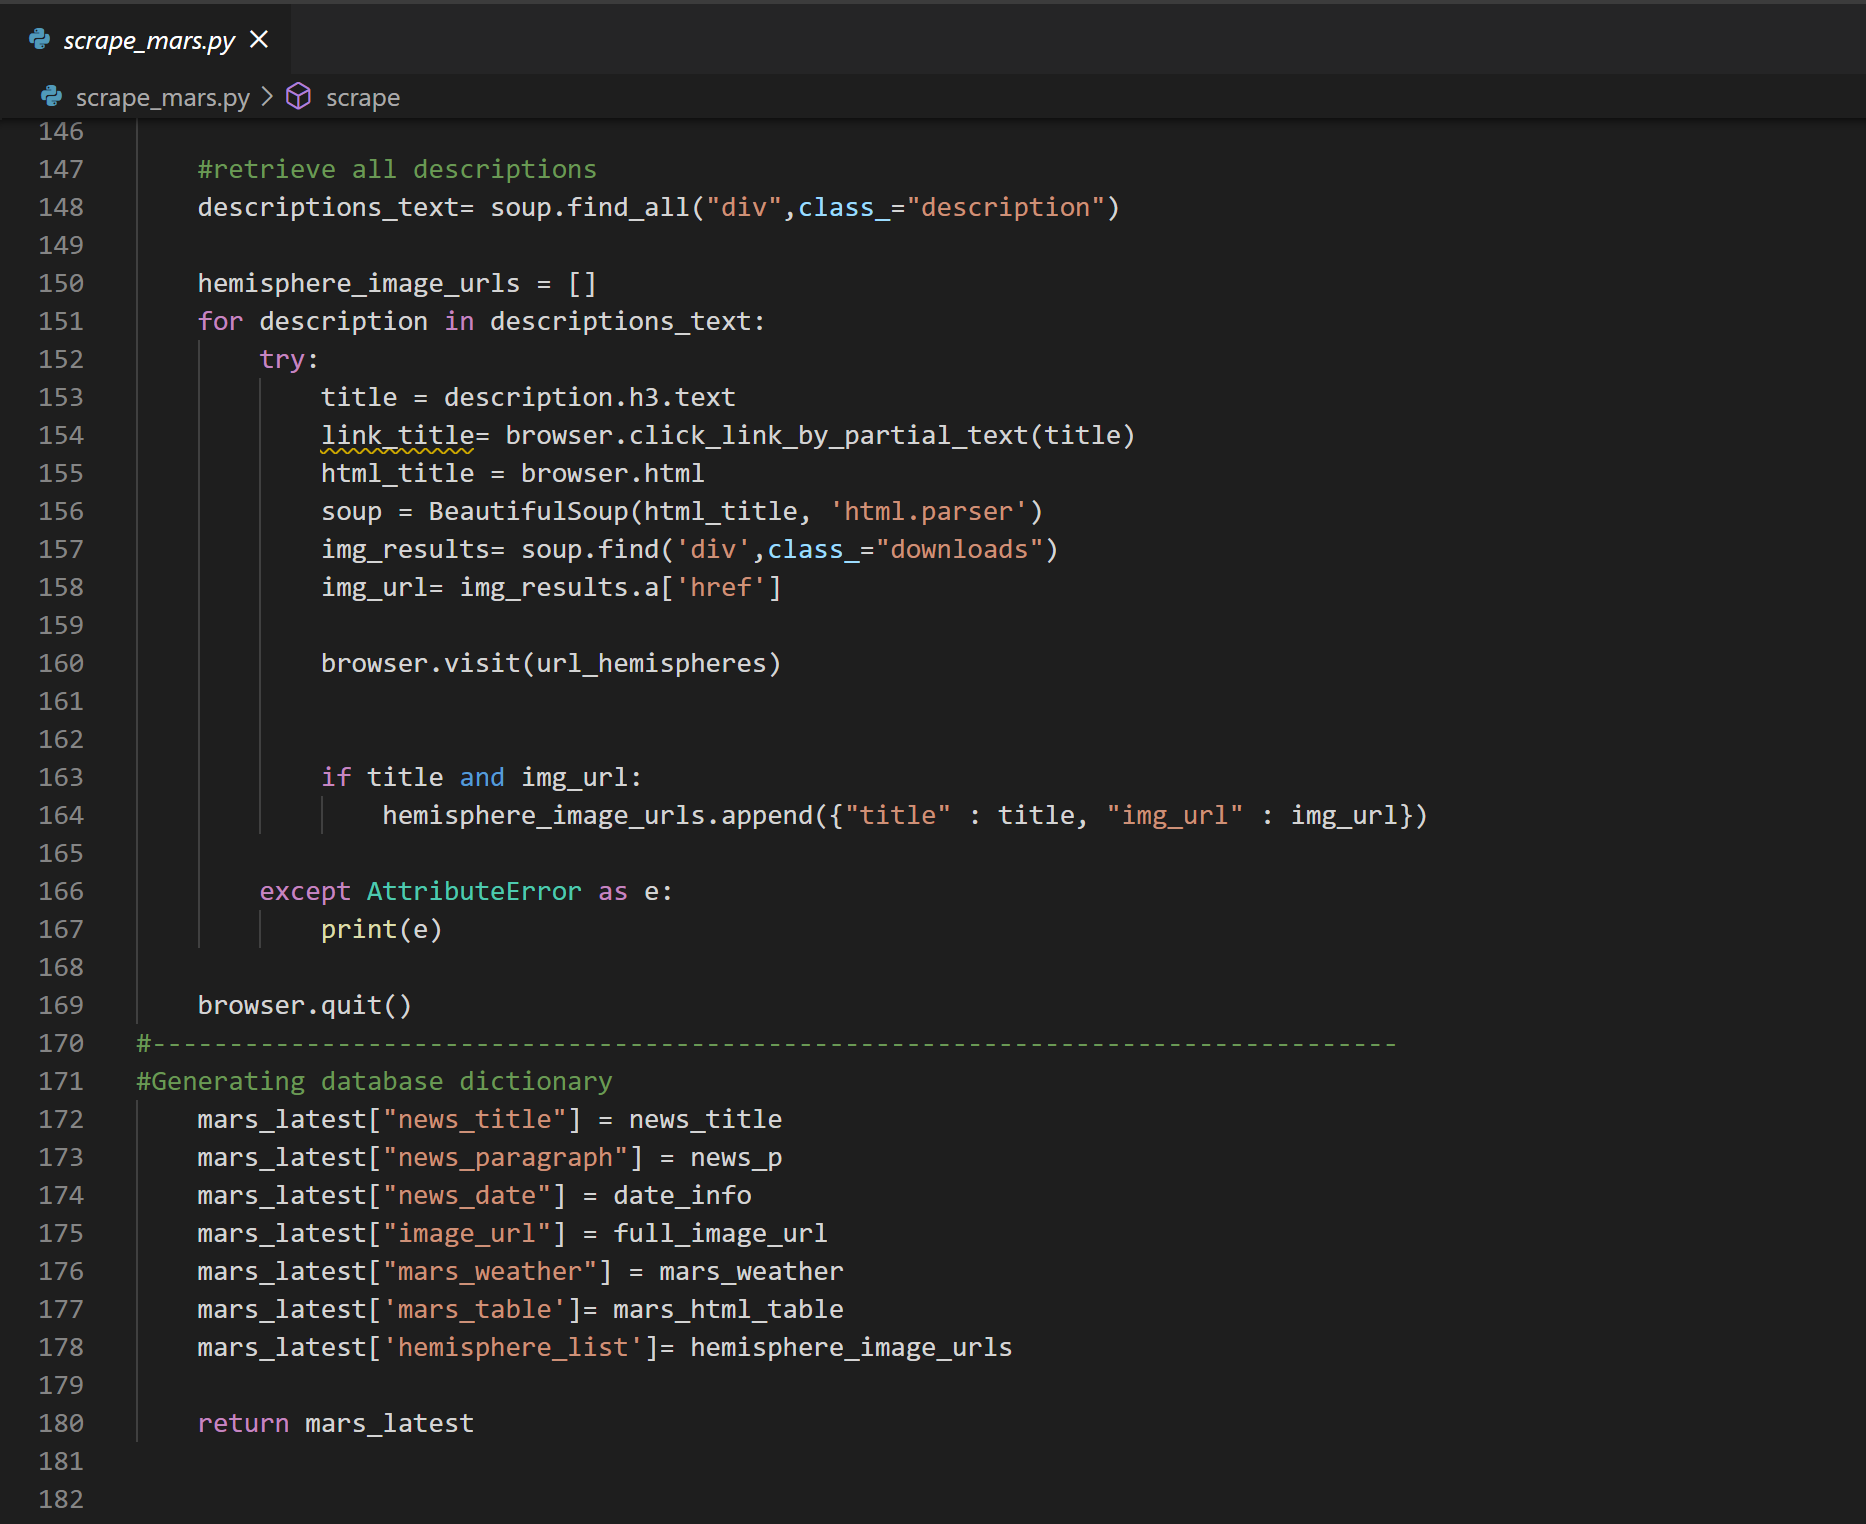 scrape_mars.py
scrape_mars.py > scrape
146
147 #retrieve all descriptions
148 descriptions_text= soup.find_all("div",class_="description")
149
150 hemisphere_image_urls = []
151 for description in descriptions_text:
152 try:
153 title = description.h3.text
154 link_title= browser.click_link_by_partial_text(title)
155 html_title = browser.html
156 soup = BeautifulSoup(html_title, 'html.parser')
157 img_results= soup.find('div',class_="downloads")
158 img_url= img_results.a['href']
159
160 browser.visit(url_hemispheres)
161
162
163 if title and img_url:
164 hemisphere_image_urls.append({"title" : title, "img_url" : img_url})
165
166 except AttributeError as e:
167 print(e)
168
169 browser.quit()
170 #---------------------------------------------------------------------------------
171 #Generating database dictionary
172 mars_latest["news_title"] = news_title
173 mars_latest["news_paragraph"] = news_p
174 mars_latest["news_date"] = date_info
175 mars_latest["image_url"] = full_image_url
176 mars_latest["mars_weather"] = mars_weather
177 mars_latest['mars_table']= mars_html_table
178 mars_latest['hemisphere_list']= hemisphere_image_urls
179
180 return mars_latest
181
182